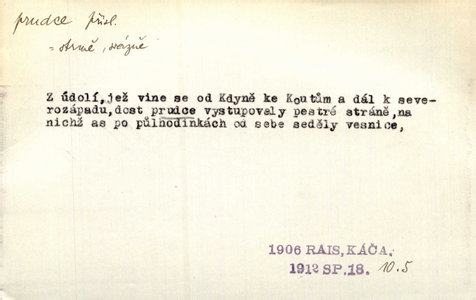 prudce přísl.
= strmě, srázně
Z údolí, jež vine se od Kdyně ke Koutům a dál k seve-
rozápadu, dost prudce vystupovaly pestré stráně, na
nichž as po půlhodinkách od sebe seděly vesnice,
1906 RAIS, KÁČA.
1912 SP. 18. 10.5